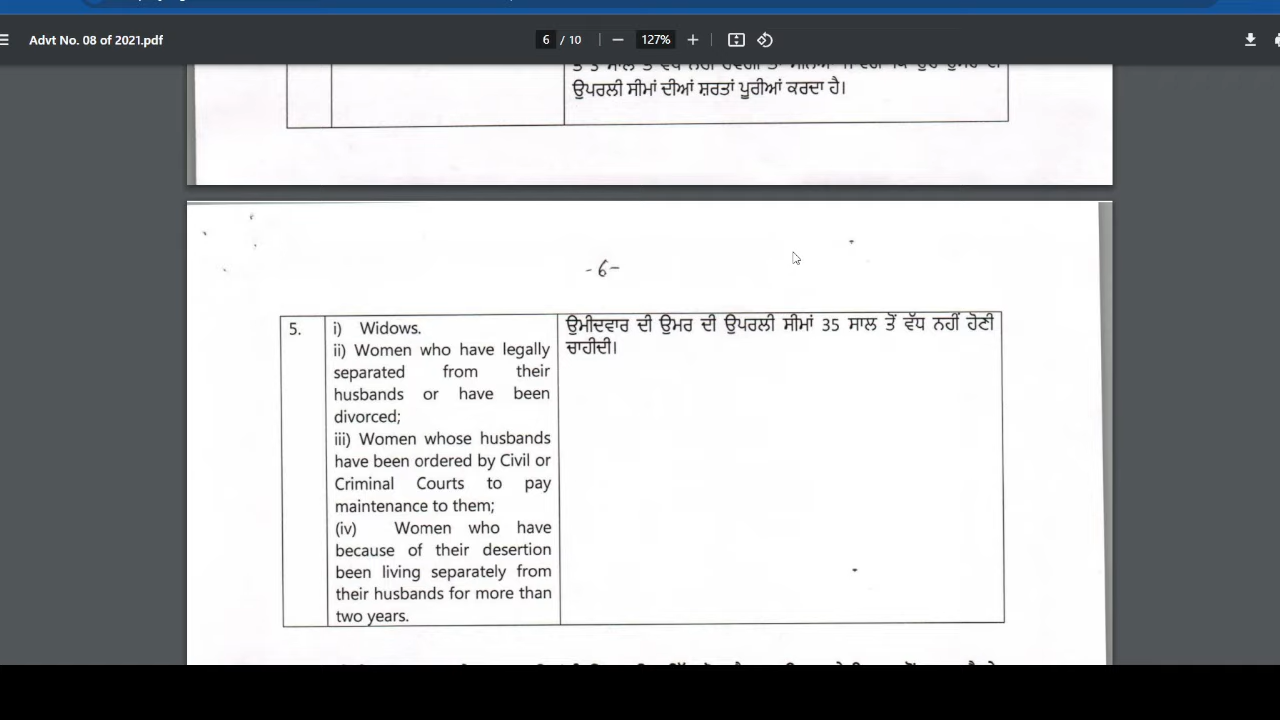 Advt No. 08 of 2021.pdf
6 / 10
127%
ਉਪਰਲੀ ਸੀਮਾਂ ਦੀਆਂ ਸ਼ਰਤਾਂ ਪੂਰੀਆਂ ਕਰਦਾ ਹੈ।
-6-
5.
i) Widows.
ii) Women who have legally
separated from their
husbands or have been
divorced;
iii) Women whose husbands
have been ordered by Civil or
Criminal Courts to pay
maintenance to them;
(iv) Women who have
because of their desertion
been living separately from
their husbands for more than
two years.
ਉਮੀਦਵਾਰ ਦੀ ਉਮਰ ਦੀ ਉਪਰਲੀ ਸੀਮਾਂ 35 ਸਾਲ ਤੋਂ ਵੱਧ ਨਹੀਂ ਹੋਣੀ
ਚਾਹੀਦੀ।